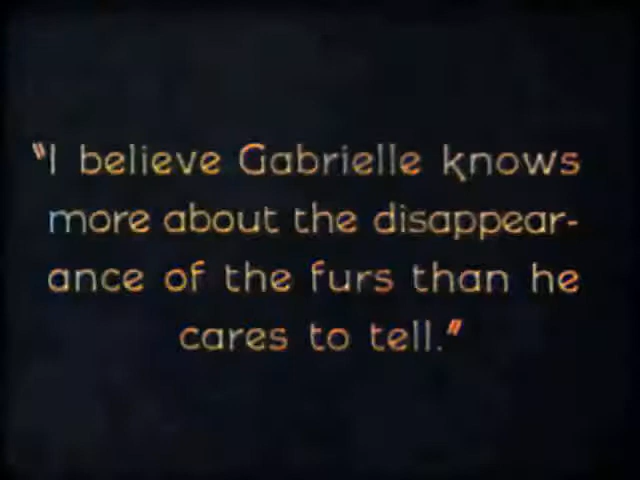 "I believe Gabrielle knows
more about the disappear-
ance of the furs than he
cares to tell."